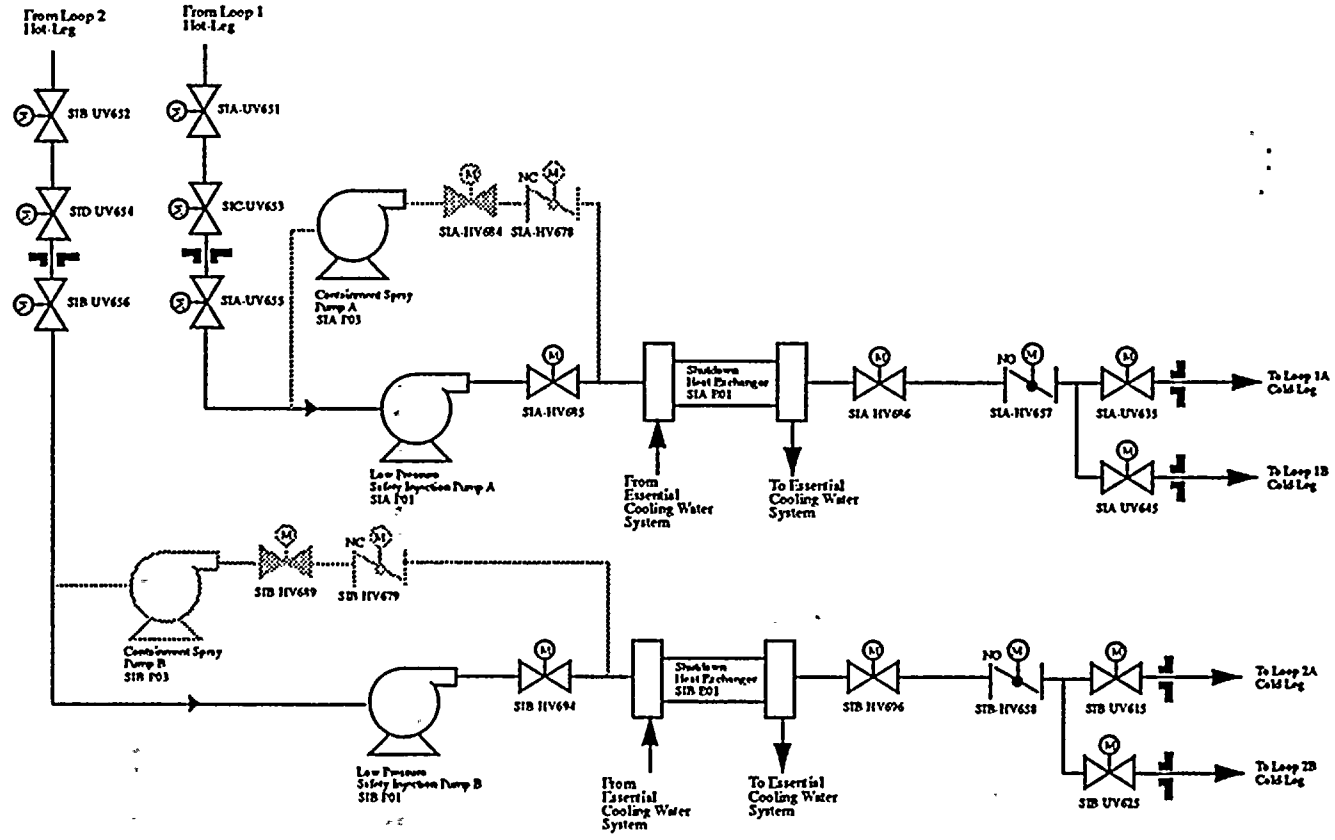 From Loop 2
Hot-Leg
From Loop 1
Hot-Leg
SIB UV652
SIA-UV651
SID UV654
SIC-UV653
SIB UV656
SIA-UV655
M
NC
M
SIA-HV684
SIA-HV678
Containment Spray
Pump A
SIA P03
M
SIA-HV685
Low Pressure
Safety Injection Pump A
SIA P01
Shutdown
Heat Exchanger
SIA E01
From
Essential
Cooling Water
System
To Essential
Cooling Water
System
M
SIA HV686
NO
M
SIA-HV657
M
SIA-UV635
To Loop 1A
Cold Leg
M
SIA UV645
To Loop 1B
Cold Leg
M
NC
M
SIB HV689
SIB HV679
Containment Spray
Pump B
SIB P03
M
SIB HV694
Low Pressure
Safety Injection Pump B
SIB P01
Shutdown
Heat Exchanger
SIB E01
From
Essential
Cooling Water
System
To Essential
Cooling Water
System
M
SIB HV696
NO
M
SIB-HV658
M
SIB UV615
To Loop 2A
Cold Leg
M
SIB UV625
To Loop 2B
Cold Leg